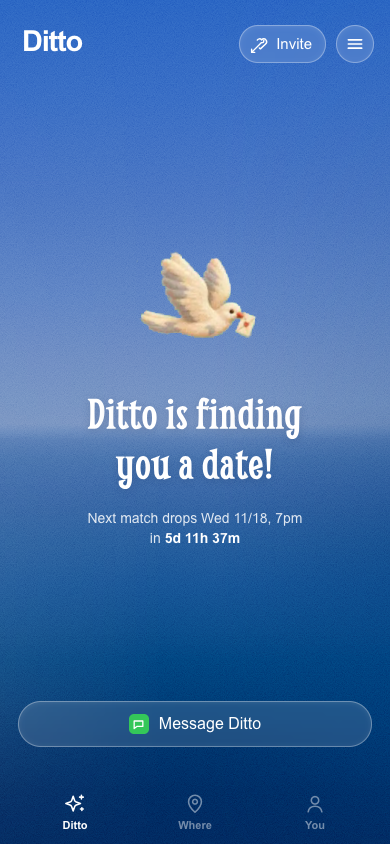 Ditto
Invite
Ditto is finding
you a date!
Next match drops Wed 11/18, 7pm
in 5d 11h 37m
Message Ditto
Ditto
Where
You